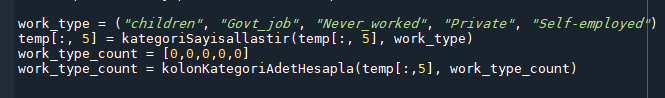 work_type = ("children", "Govt_job", "Never_worked", "Private", "Self-employed")
temp[:, 5] = kategoriSayisallastir(temp[:, 5], work_type)
work_type_count = [0,0,0,0,0]
work_type_count = kolonKategoriAdetHesapla(temp[:,5], work_type_count)